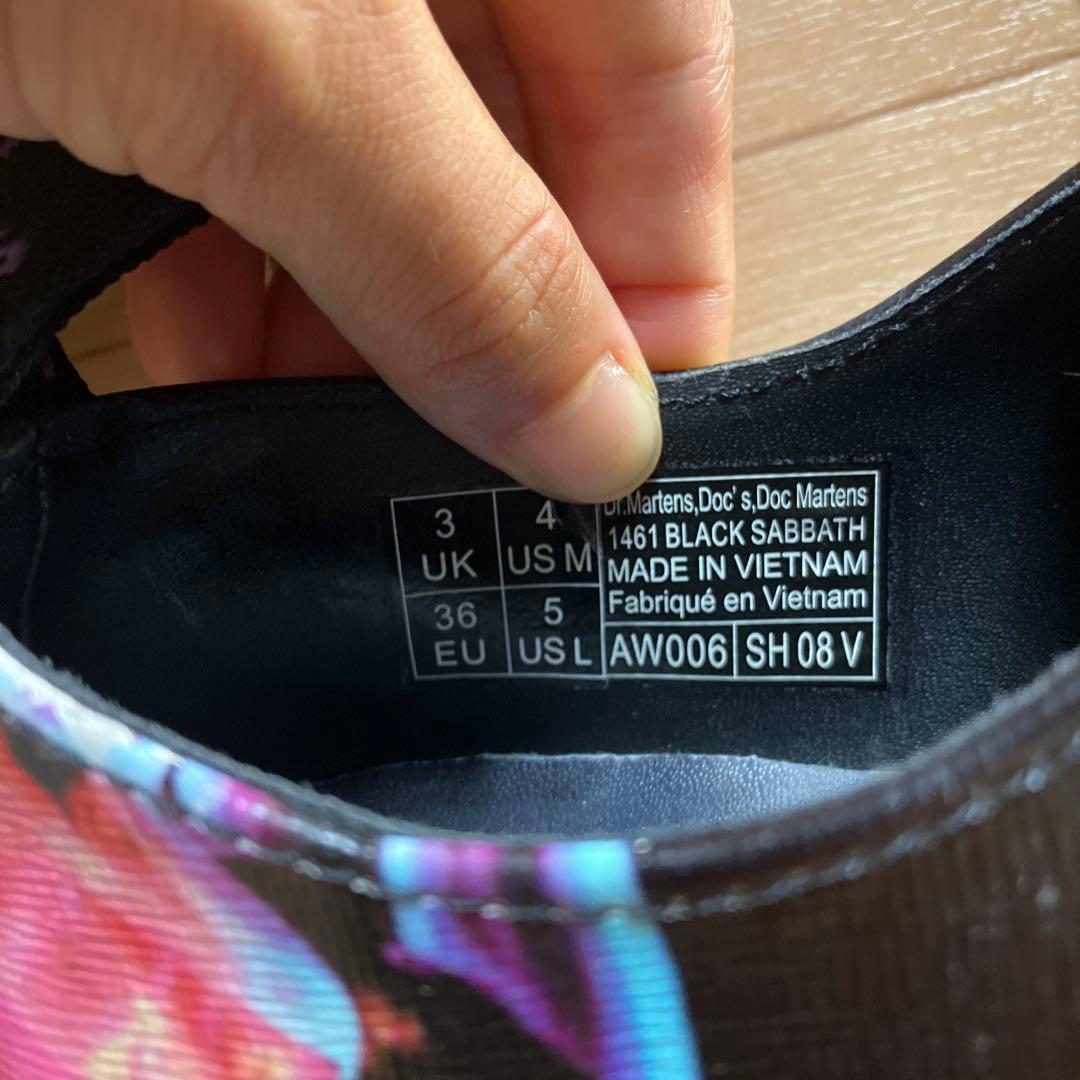 3
UK
4
US M
36
EU
5
US L
Dr.Martens,Doc's,Doc Martens
1461 BLACK SABBATH
MADE IN VIETNAM
Fabriqué en Vietnam
AW006
SH 08 V